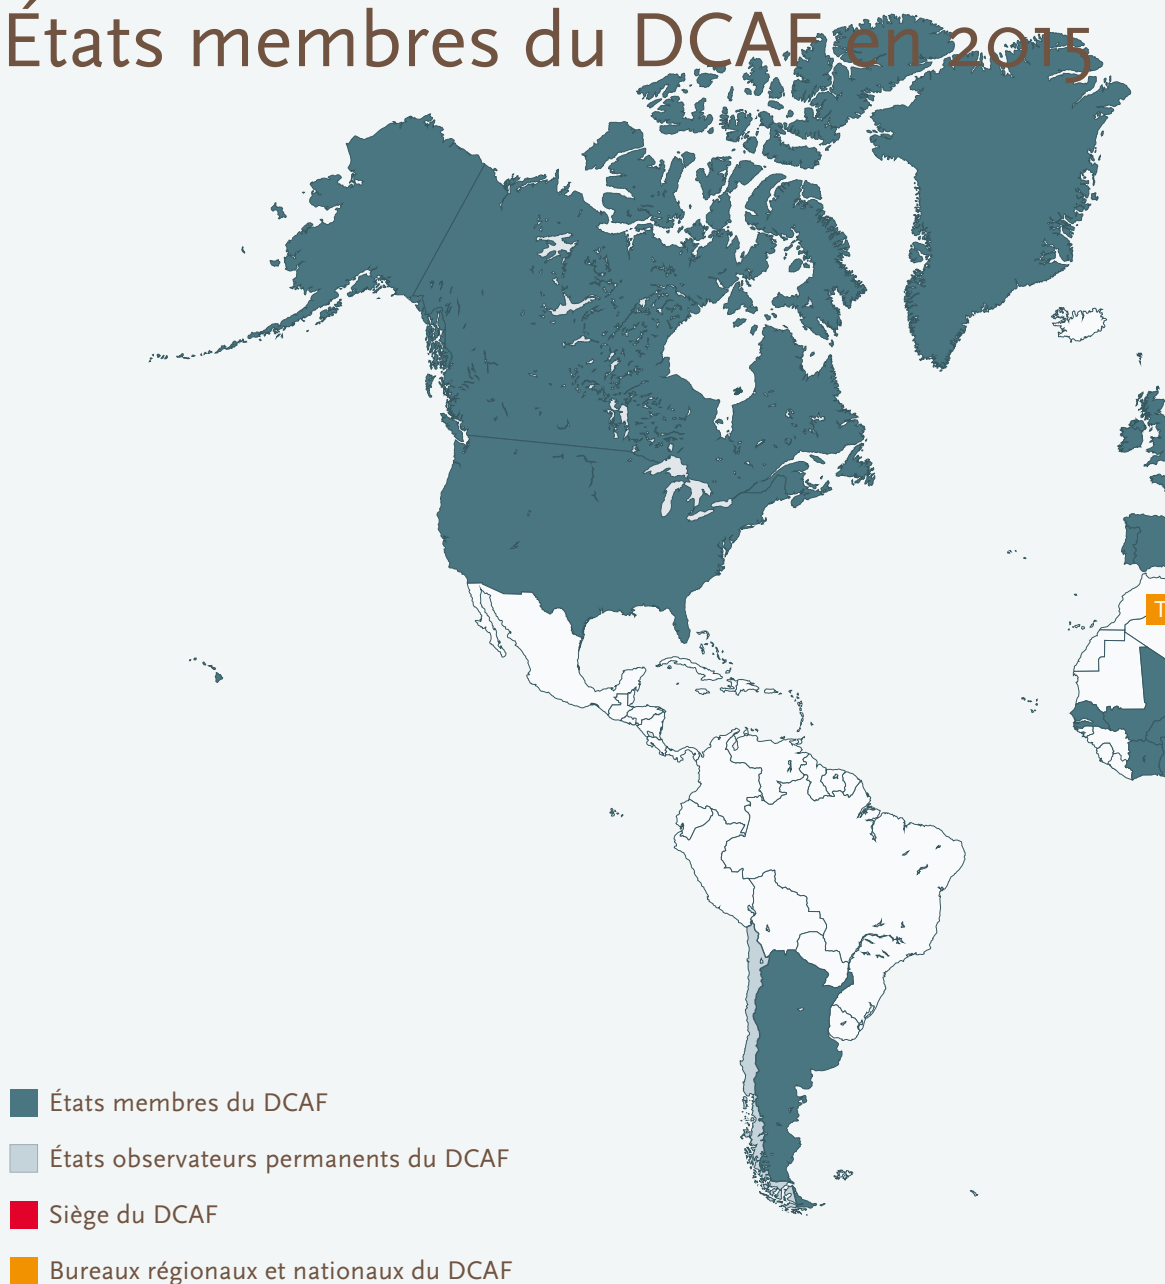 États membres du DCAF en 2015
T
États membres du DCAF
États observateurs permanents du DCAF
Siège du DCAF
Bureaux régionaux et nationaux du DCAF